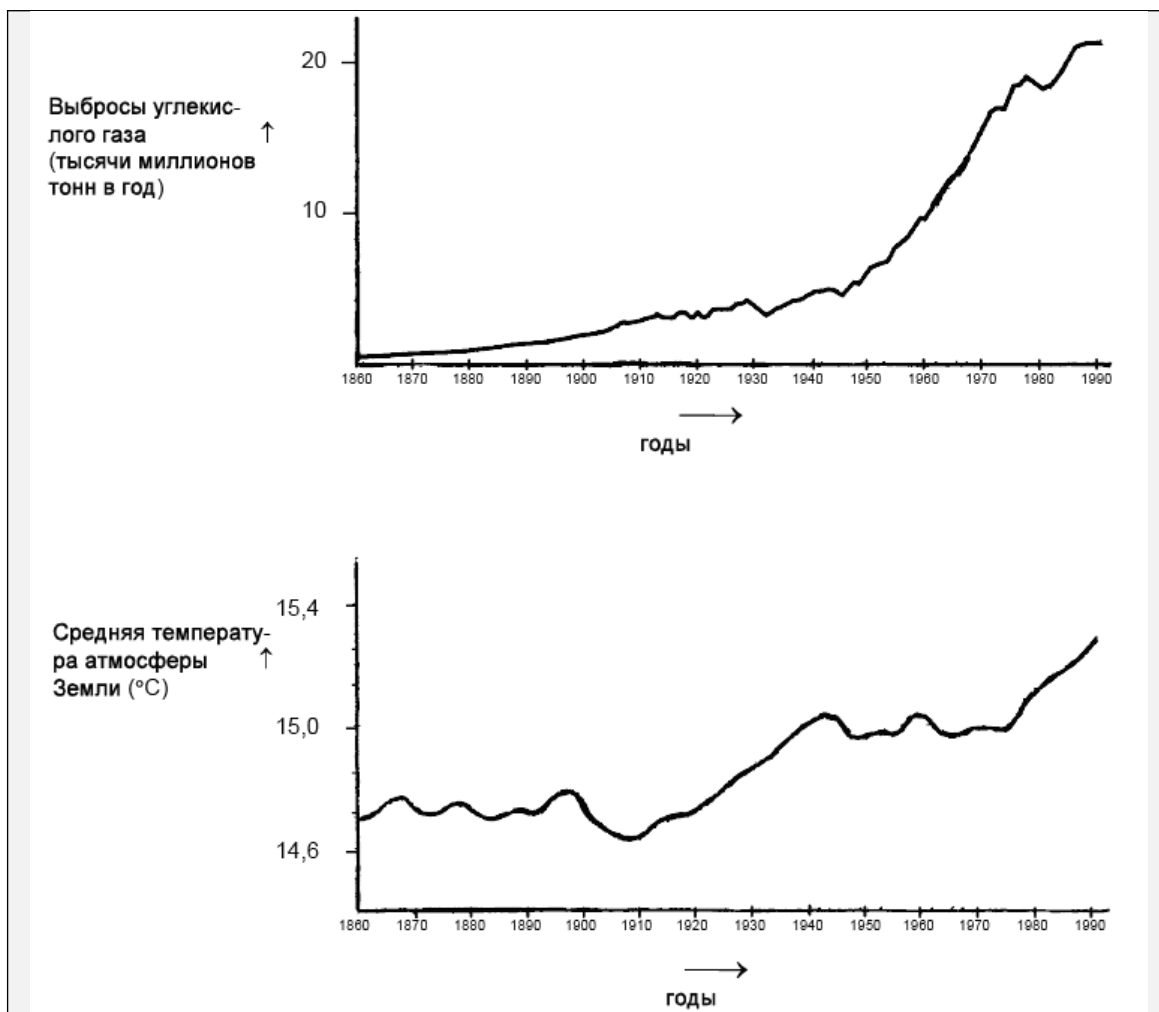 20
Выбросы углекис-
лого газа ↑
(тысячи миллионов
тонн в год)
10
1860 1870 1880 1890 1900 1910 1920 1930 1940 1950 1960 1970 1980 1990
годы
15,4
Средняя температу-
ра атмосферы ↑
Земли (°C)
15,0
14,6
1860 1870 1880 1890 1900 1910 1920 1930 1940 1950 1960 1970 1980 1990
годы